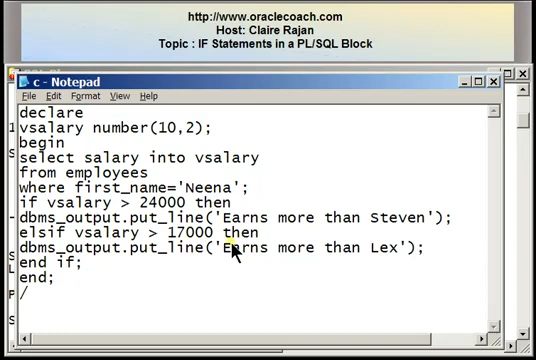 http://www.oraclecoach.com
Host: Claire Rajan
Topic : IF Statements in a PL/SQL Block
c - Notepad
File Edit Format View Help
declare
vsalary number(10,2);
begin
select salary into vsalary
from employees
where first_name='Neena';
if vsalary > 24000 then
dbms_output.put_line('Earns more than Steven');
elsif vsalary > 17000 then
dbms_output.put_line('Earns more than Lex');
end if;
end;
/